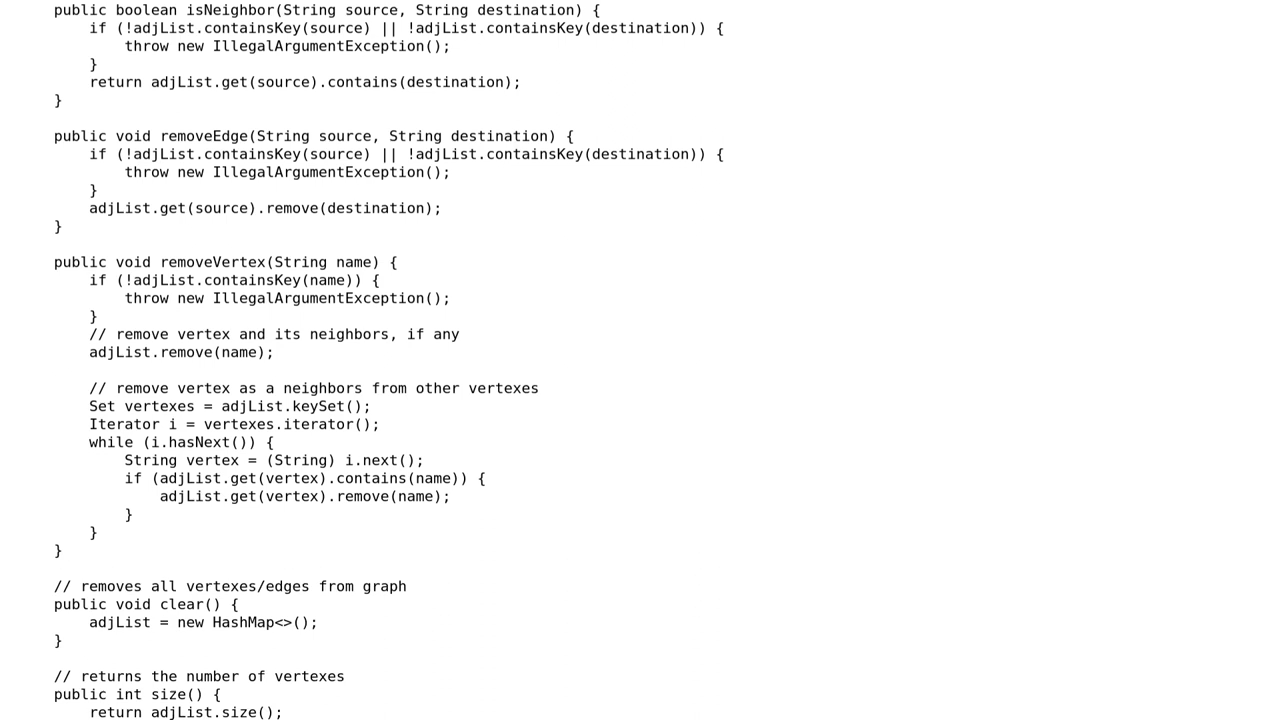 public boolean isNeighbor(String source, String destination) {
    if (!adjList.containsKey(source) || !adjList.containsKey(destination)) {
        throw new IllegalArgumentException();
    }
    return adjList.get(source).contains(destination);
}

public void removeEdge(String source, String destination) {
    if (!adjList.containsKey(source) || !adjList.containsKey(destination)) {
        throw new IllegalArgumentException();
    }
    adjList.get(source).remove(destination);
}

public void removeVertex(String name) {
    if (!adjList.containsKey(name)) {
        throw new IllegalArgumentException();
    }
    // remove vertex and its neighbors, if any
    adjList.remove(name);

    // remove vertex as a neighbors from other vertexes
    Set vertexes = adjList.keySet();
    Iterator i = vertexes.iterator();
    while (i.hasNext()) {
        String vertex = (String) i.next();
        if (adjList.get(vertex).contains(name)) {
            adjList.get(vertex).remove(name);
        }
    }
}

// removes all vertexes/edges from graph
public void clear() {
    adjList = new HashMap<>();
}

// returns the number of vertexes
public int size() {
    return adjList.size();